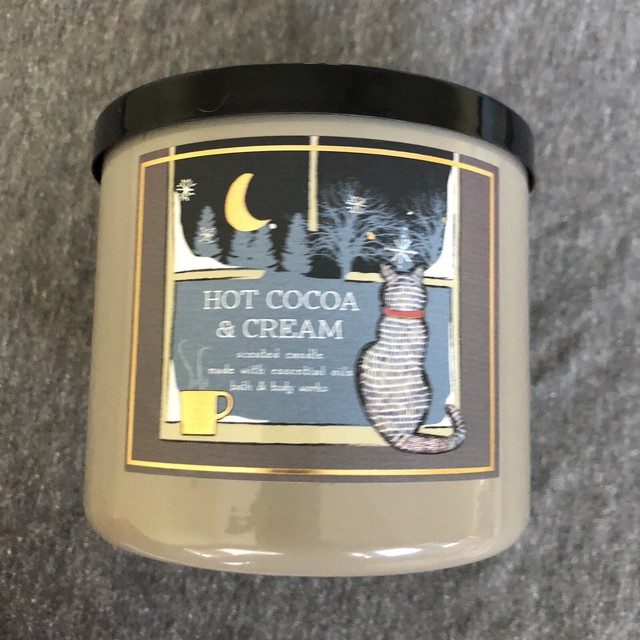 HOT COCOA
& CREAM
scented candle
made with essential oils
bath & body works